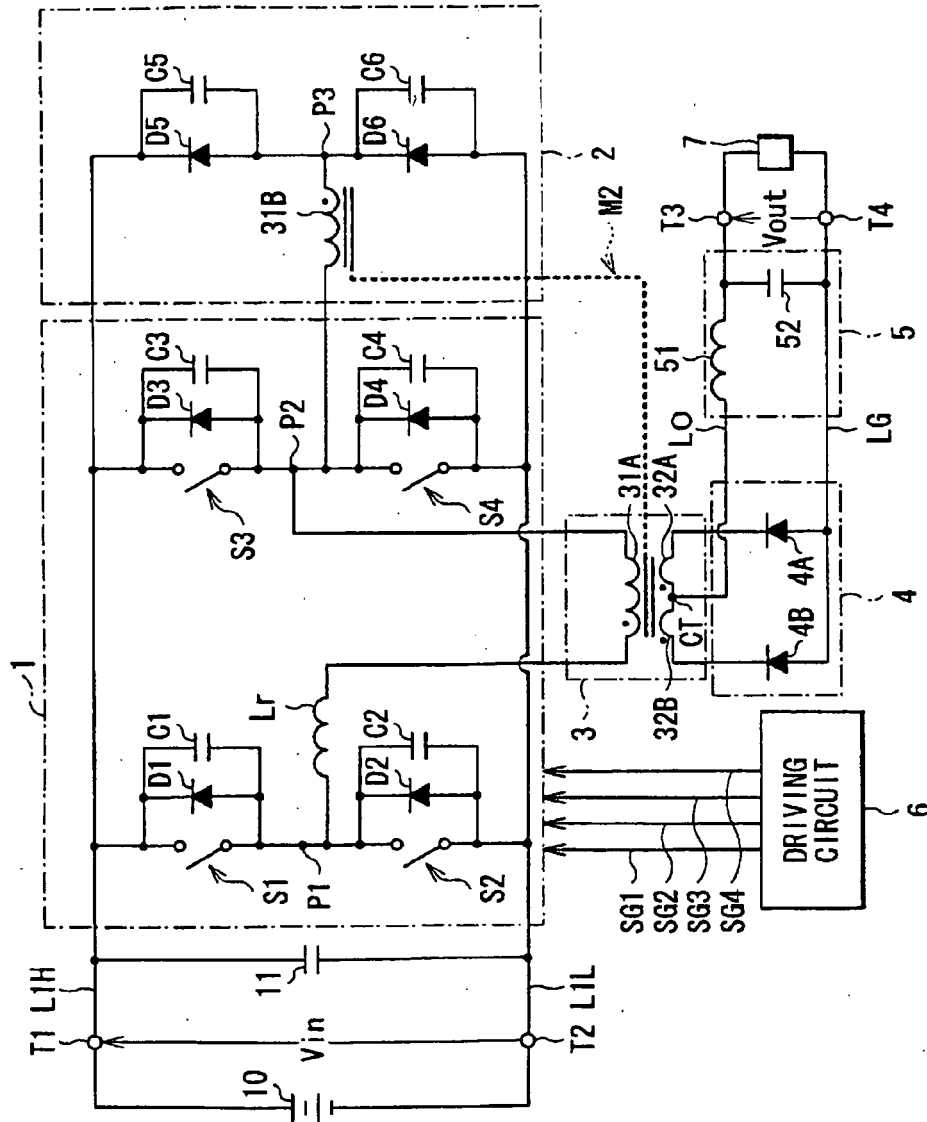 1
T1 L1H
10
Vin
11
T2 L1L
S1
D1
C1
P1
Lr
S2
D2
C2
S3
D3
C3
P2
S4
D4
C4
D5
C5
P3
31B
D6
C6
2
M2
3
31A
32A
32B
CT
4A
4B
4
LO
LG
51
52
5
T3
Vout
T4
7
SG1
SG2
SG3
SG4
DRIVING
CIRCUIT
6